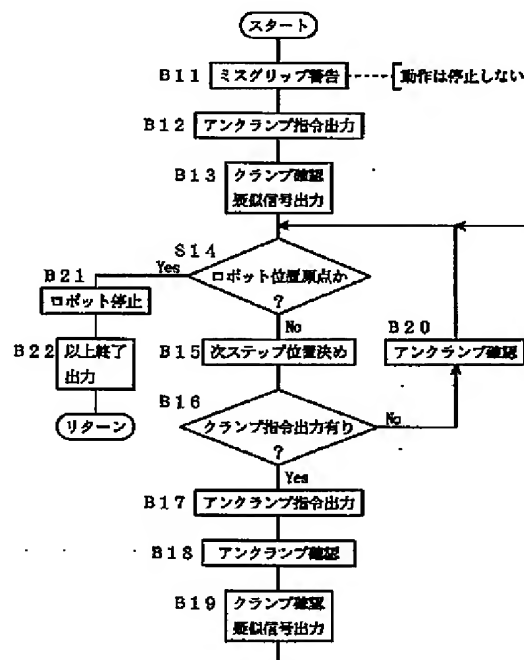 スタート
B11 ミスグリップ警告 動作は停止しない
B12 アンクランプ指令出力
B13 クランプ確認
疑似信号出力
S14
Yes ロボット位置原点か
?
B21
ロボット停止
No
B20
B22 以上終了
出力
B15 次ステップ位置決め
アンクランプ確認
B16
リターン
クランプ指令出力有り No
?
Yes
B17 アンクランプ指令出力
B18 アンクランプ確認
B19 クランプ確認
疑似信号出力